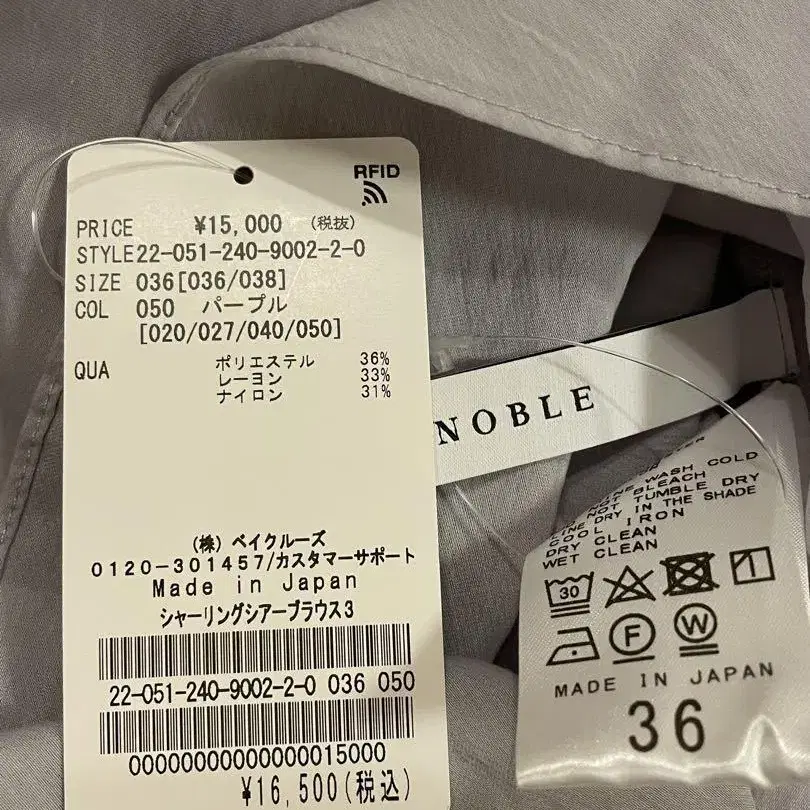 RFID
PRICE ¥15,000 (税抜)
STYLE22-051-240-9002-2-0
SIZE 036[036/038]
COL 050 パープル
[020/027/040/050]
QUA ポリエステル 36%
レーヨン 33%
ナイロン 31%
(株) ベイクルーズ
0120-301457/カスタマーサポート
Made in Japan
シャーリングシアーブラウス3
22-051-240-9002-2-0 036 050
00000000000000015000
¥16,500(税込)
NOBLE
WASH COLD
NOT BLEACH
NOT TUMBLE DRY
LINE DRY IN THE SHADE
COOL IRON
DRY CLEAN
WET CLEAN
30
F
W
MADE IN JAPAN
36